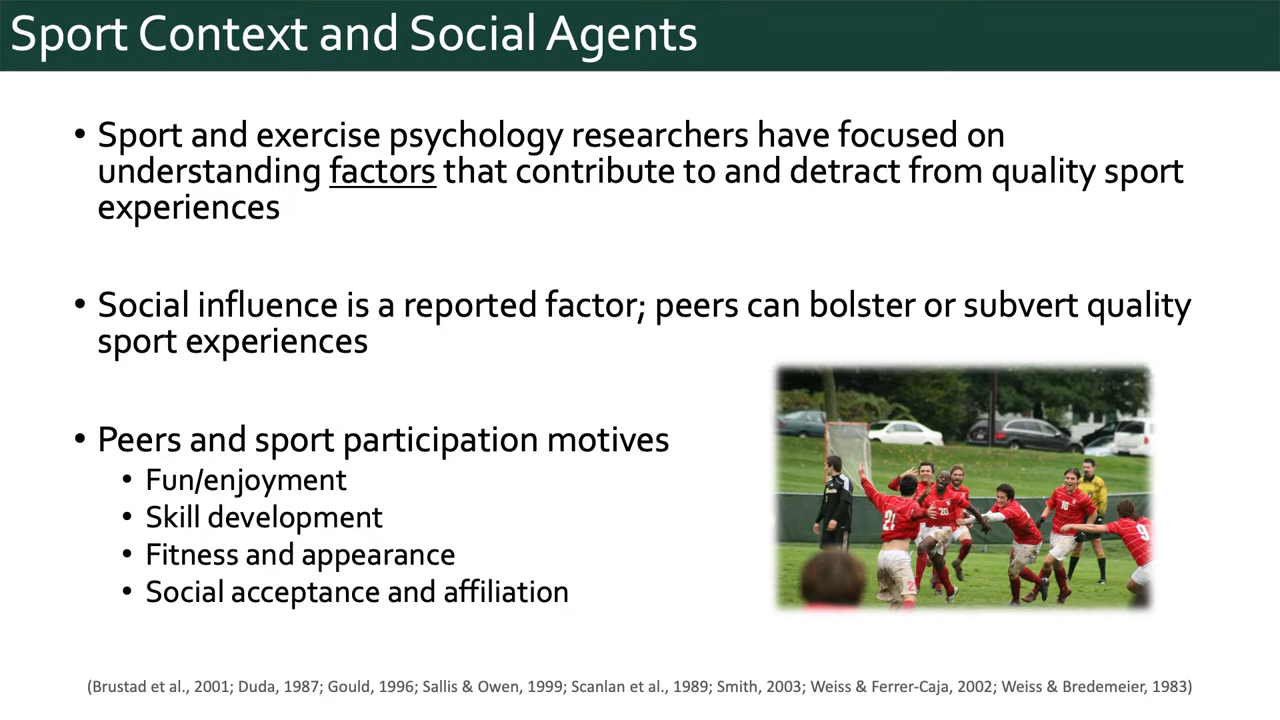 Sport Context and Social Agents
• Sport and exercise psychology researchers have focused on
understanding factors that contribute to and detract from quality sport
experiences
• Social influence is a reported factor; peers can bolster or subvert quality
sport experiences
• Peers and sport participation motives
• Fun/enjoyment
• Skill development
• Fitness and appearance
• Social acceptance and affiliation
21
20
16
9
(Brustad et al., 2001; Duda, 1987; Gould, 1996; Sallis & Owen, 1999; Scanlan et al., 1989; Smith, 2003; Weiss & Ferrer-Caja, 2002; Weiss & Bredemeier, 1983)